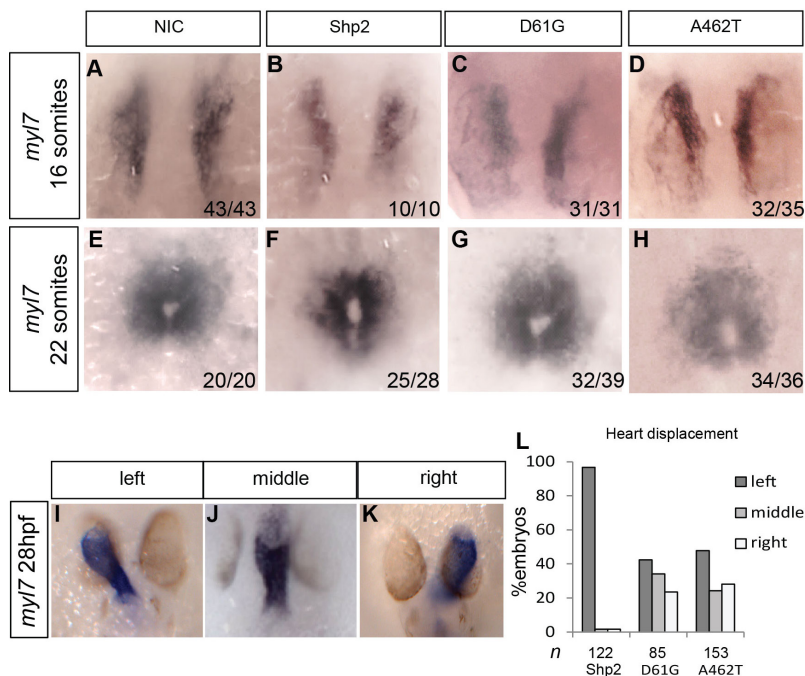 NIC Shp2 D61G A462T
myl7
16 somites
A B C D
43/43 10/10 31/31 32/35
myl7
22 somites
E F G H
20/20 25/28 32/39 34/36
left middle right
myl7 28hpf
I J K
L
Heart displacement
%embryos
100
80
60
40
20
0
left
middle
right
n 122 85 153
Shp2 D61G A462T